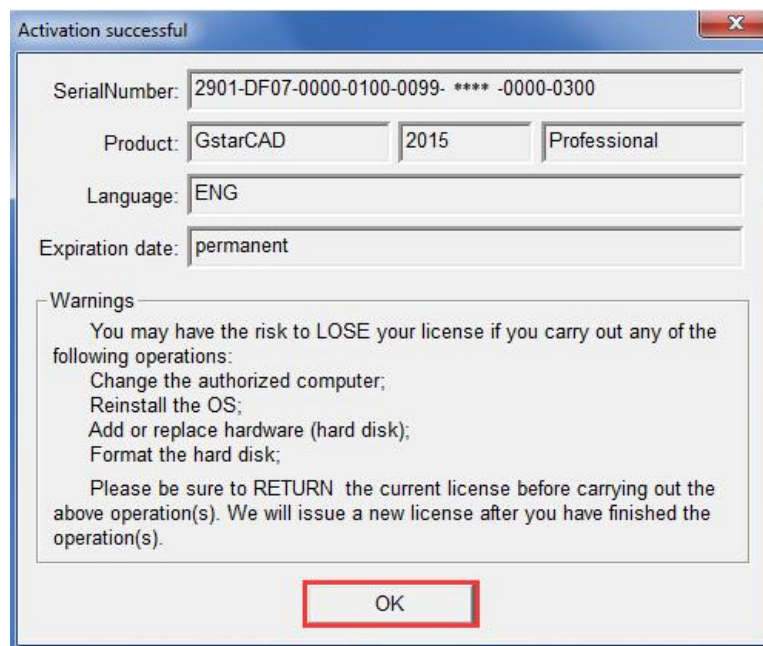 Activation successful
SerialNumber: 2901-DF07-0000-0100-0099- **** -0000-0300
Product: GstarCAD 2015 Professional
Language: ENG
Expiration date: permanent
Warnings
You may have the risk to LOSE your license if you carry out any of the
following operations:
Change the authorized computer;
Reinstall the OS;
Add or replace hardware (hard disk);
Format the hard disk;
Please be sure to RETURN the current license before carrying out the
above operation(s). We will issue a new license after you have finished the
operation(s).
OK